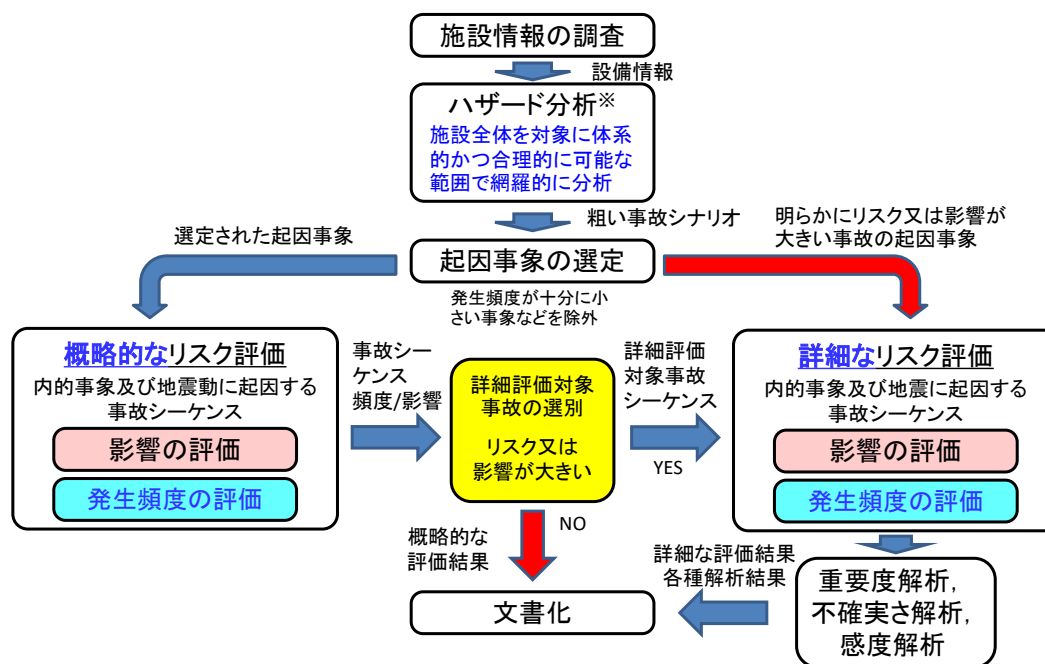 施設情報の調査
設備情報
ハザード分析※
施設全体を対象に体系
的かつ合理的に可能な
範囲で網羅的に分析
粗い事故シナリオ
明らかにリスク又は影響が
大きい事故の起因事象
選定された起因事象
起因事象の選定
発生頻度が十分に小
さい事象などを除外
概略的なリスク評価
内的事象及び地震動に起因する
事故シーケンス
影響の評価
発生頻度の評価
事故シー
ケンス
頻度/影響
詳細評価対象
事故の選別
リスク又は
影響が大きい
詳細評価
対象事故
シーケンス
YES
詳細なリスク評価
内的事象及び地震に起因する
事故シーケンス
影響の評価
発生頻度の評価
NO
概略的な
評価結果
詳細な評価結果
各種解析結果
文書化
重要度解析,
不確実さ解析,
感度解析